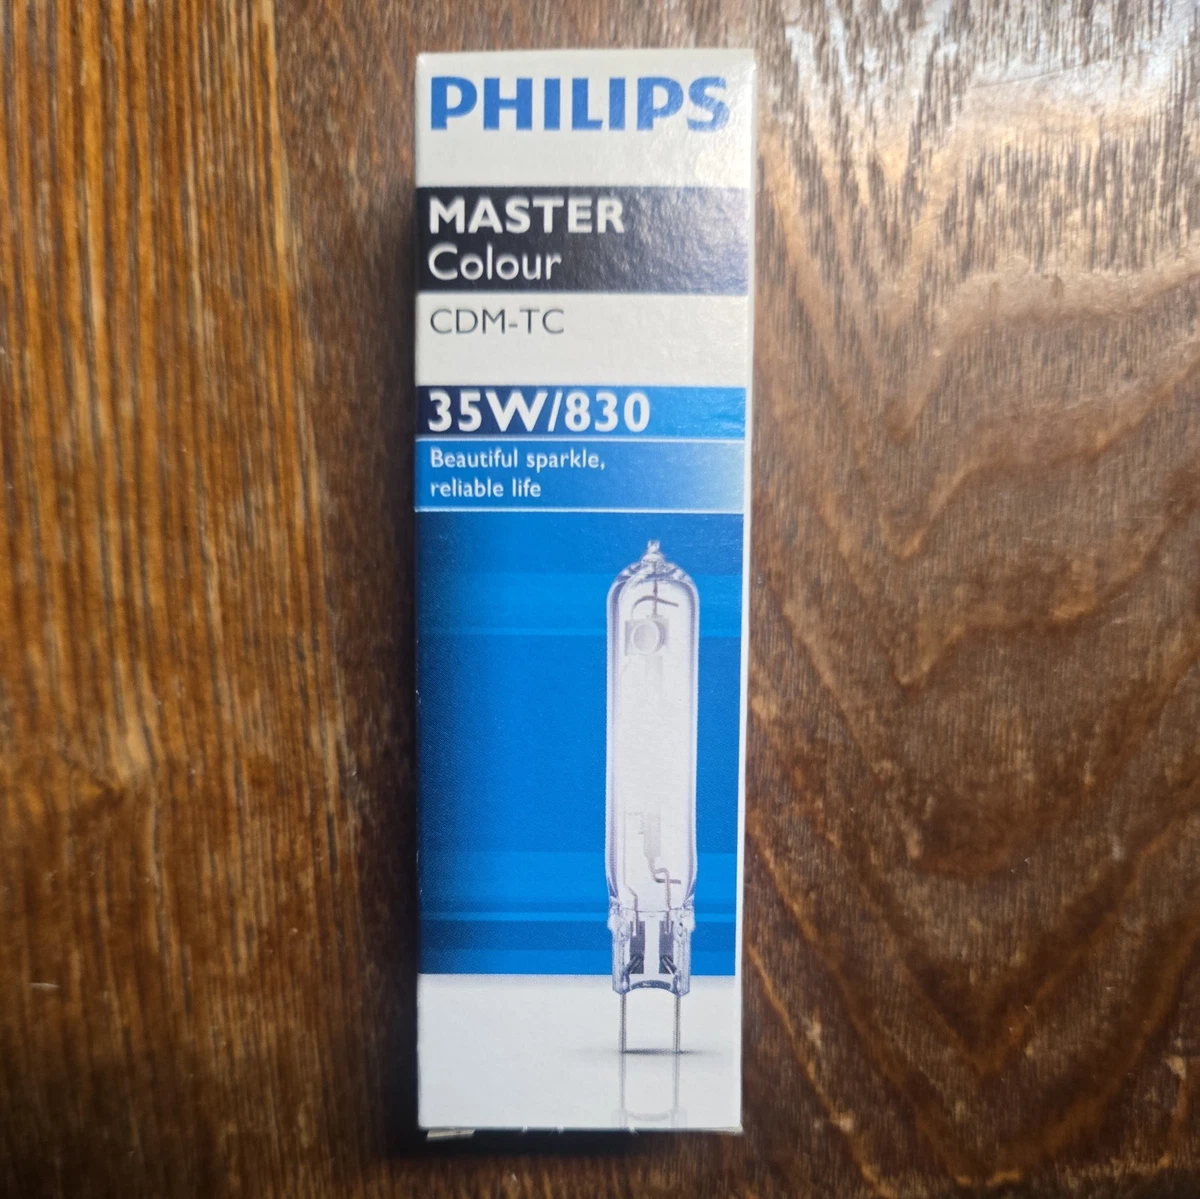 PHILIPS
MASTER
Colour
CDM-TC
35W/830
Beautiful sparkle,
reliable life